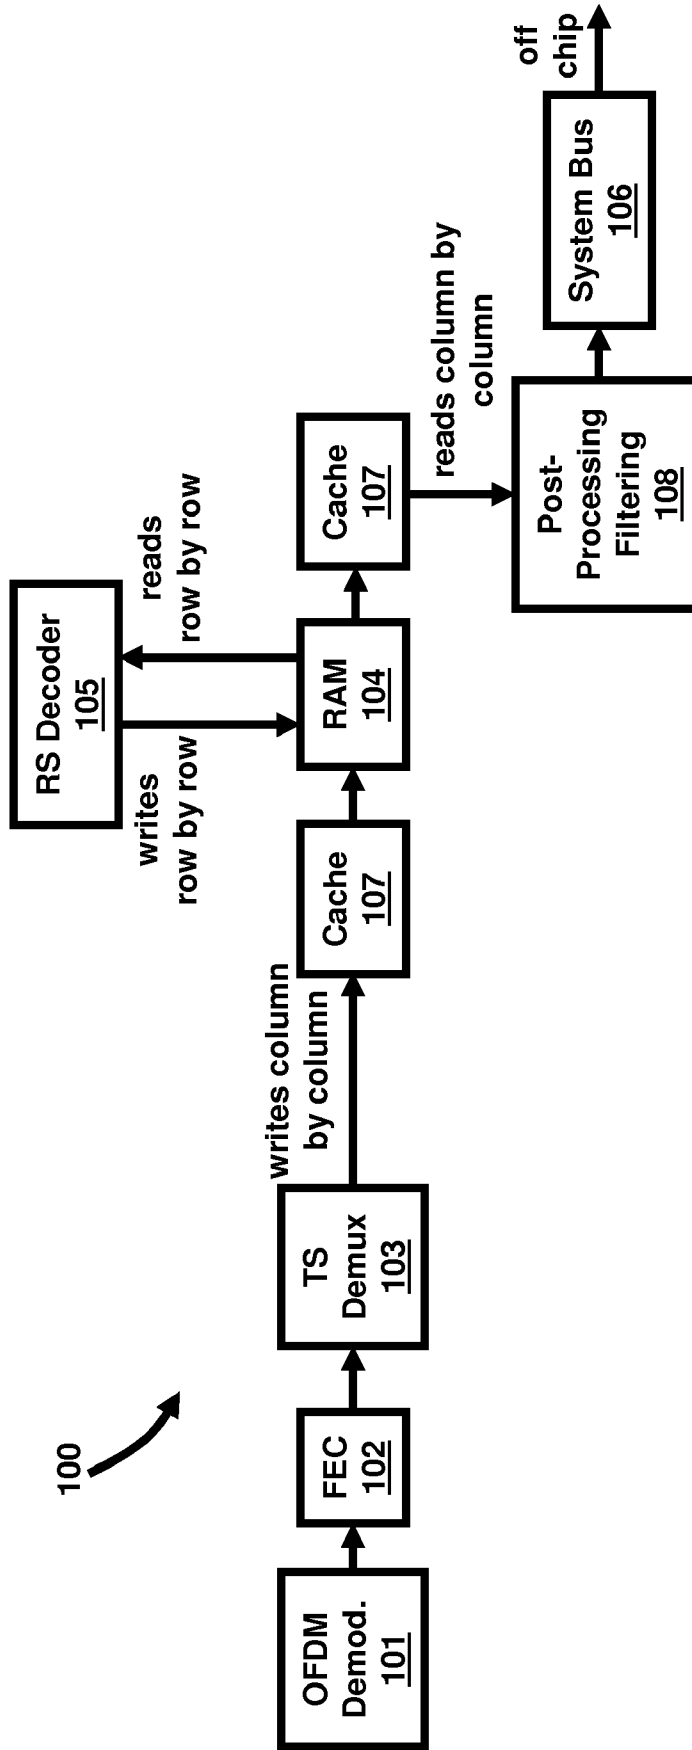 100
OFDM
Demod.
101
FEC
102
TS
Demux
103
writes column
by column
Cache
107
RAM
104
writes
row by row
RS Decoder
105
reads
row by row
Cache
107
reads column by
column
Post-
Processing
Filtering
108
System Bus
106
off
chip